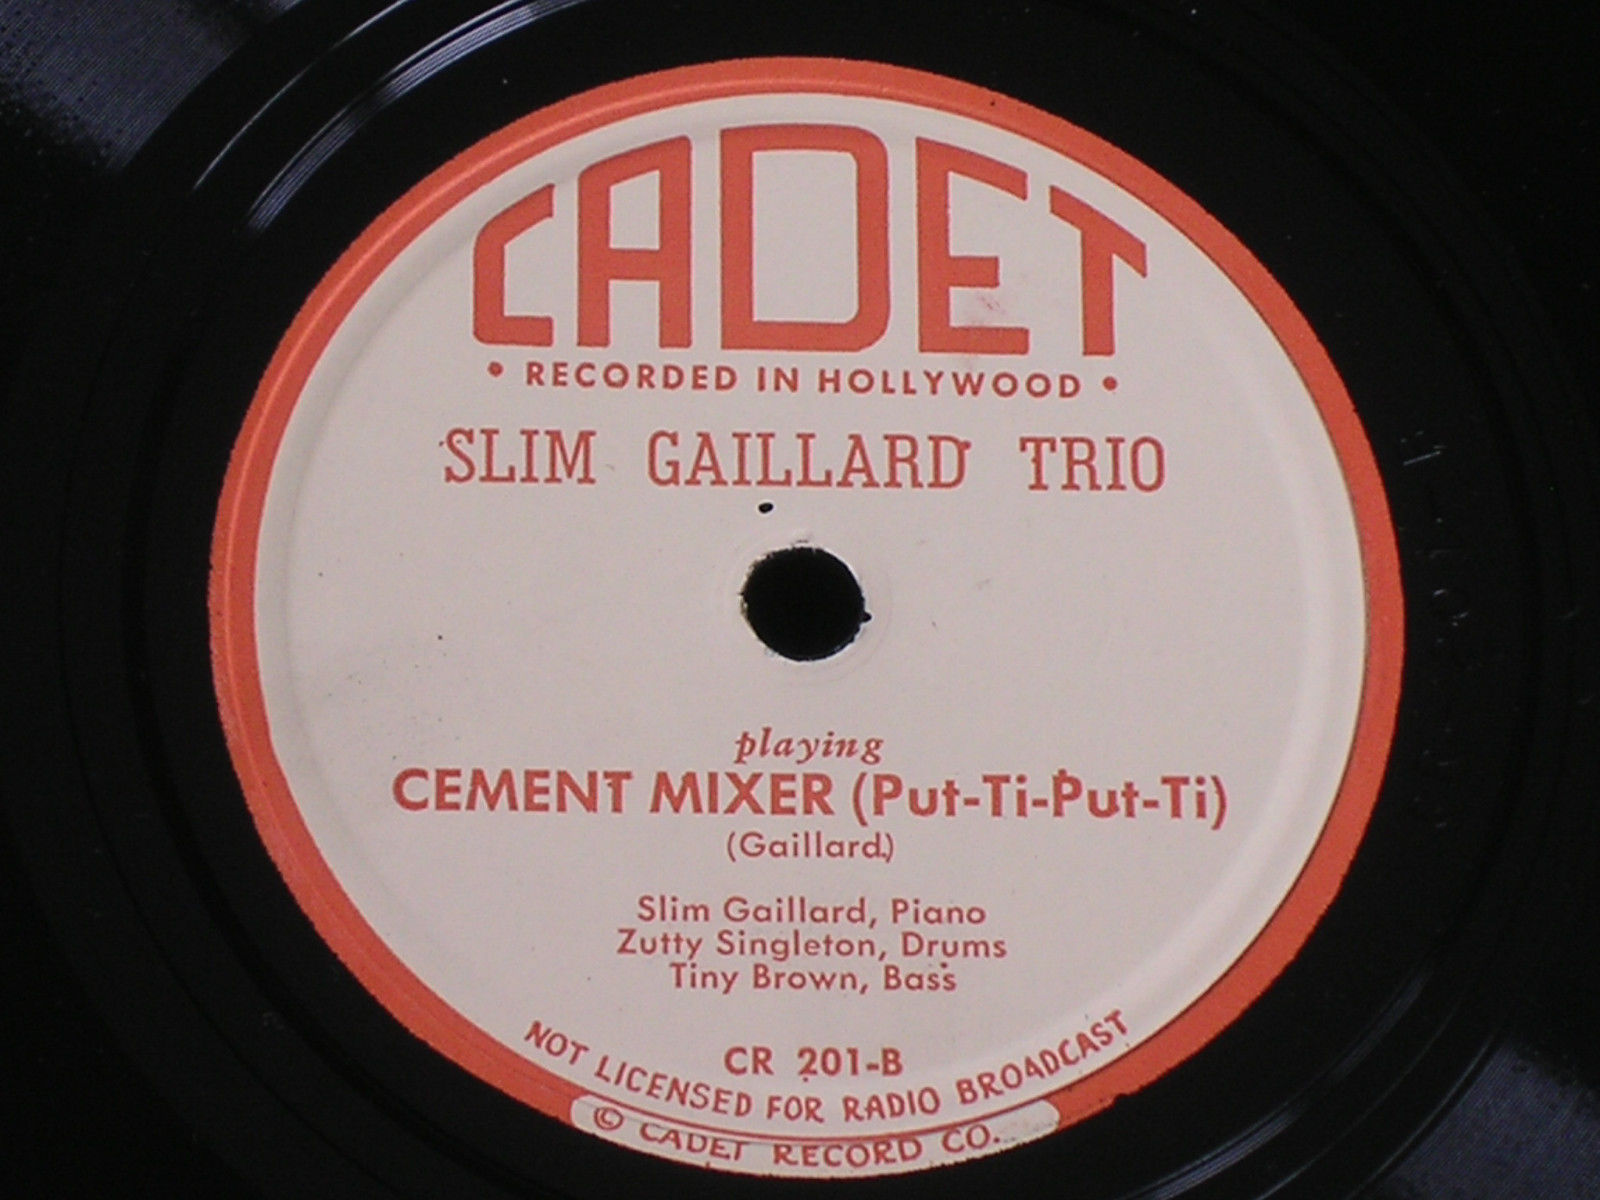 CADET
• RECORDED IN HOLLYWOOD •
SLIM GAILLARD TRIO
playing
CEMENT MIXER (Put-Ti-Put-Ti)
(Gaillard)
Slim Gaillard, Piano
Zutty Singleton, Drums
Tiny Brown, Bass
CR 201-B
NOT LICENSED FOR RADIO BROADCAST
© CADET RECORD CO.